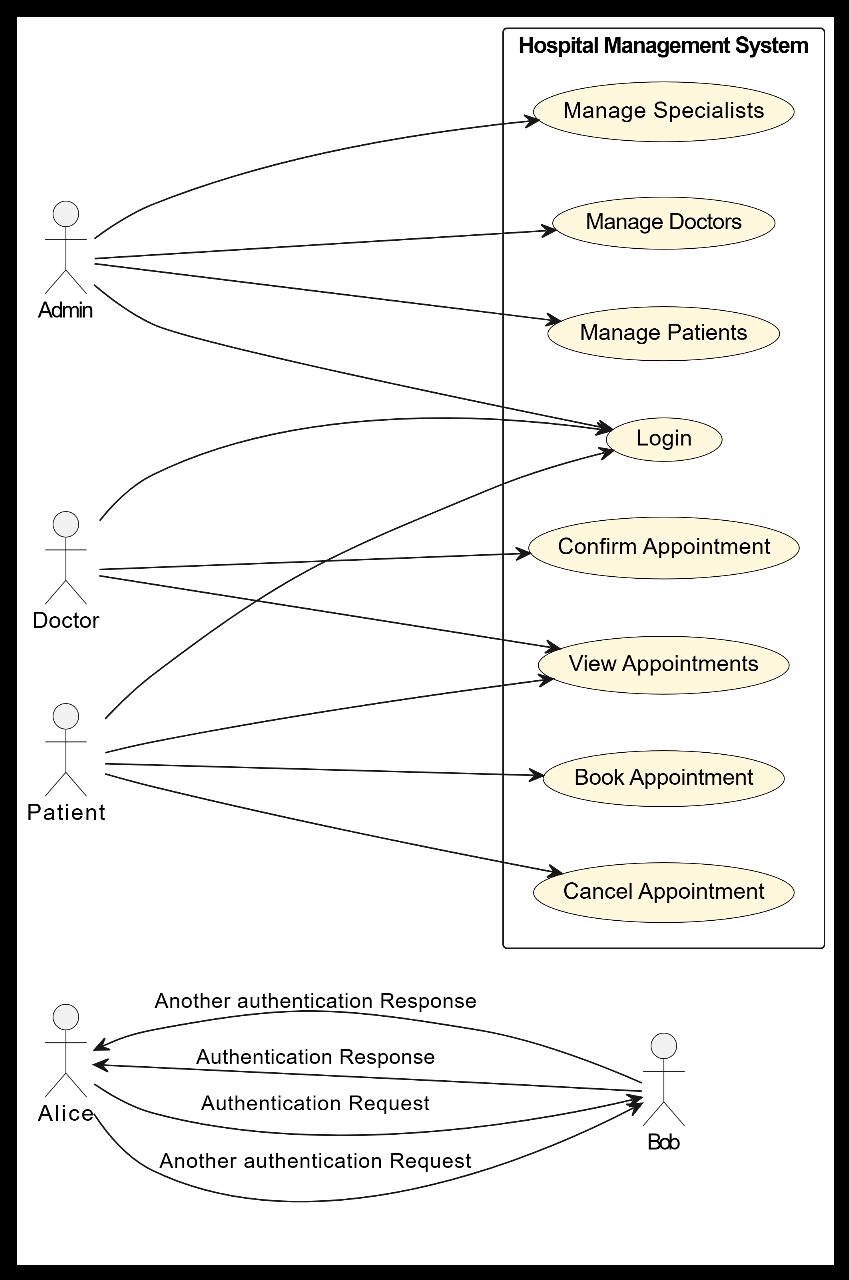 Hospital Management System
Manage Specialists
Manage Doctors
Admin
Manage Patients
Login
Confirm Appointment
Doctor
View Appointments
Book Appointment
Patient
Cancel Appointment
Another authentication Response
Authentication Response
Authentication Request
Alice
Bob
Another authentication Request